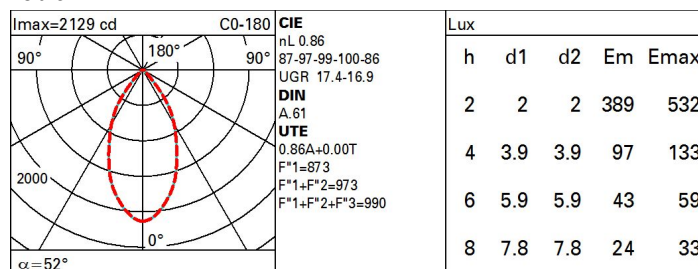 Imax=2129 cd C0-180
90° 180° 90°
2000
0°
α=52°
CIE
nL 0.86
87-97-99-100-86
UGR 17.4-16.9
DIN
A.61
UTE
0.86A+0.00T
F"1=873
F"1+F"2=973
F"1+F"2+F"3=990
Lux
h d1 d2 Em Emax
2 2 2 389 532
4 3.9 3.9 97 133
6 5.9 5.9 43 59
8 7.8 7.8 24 33